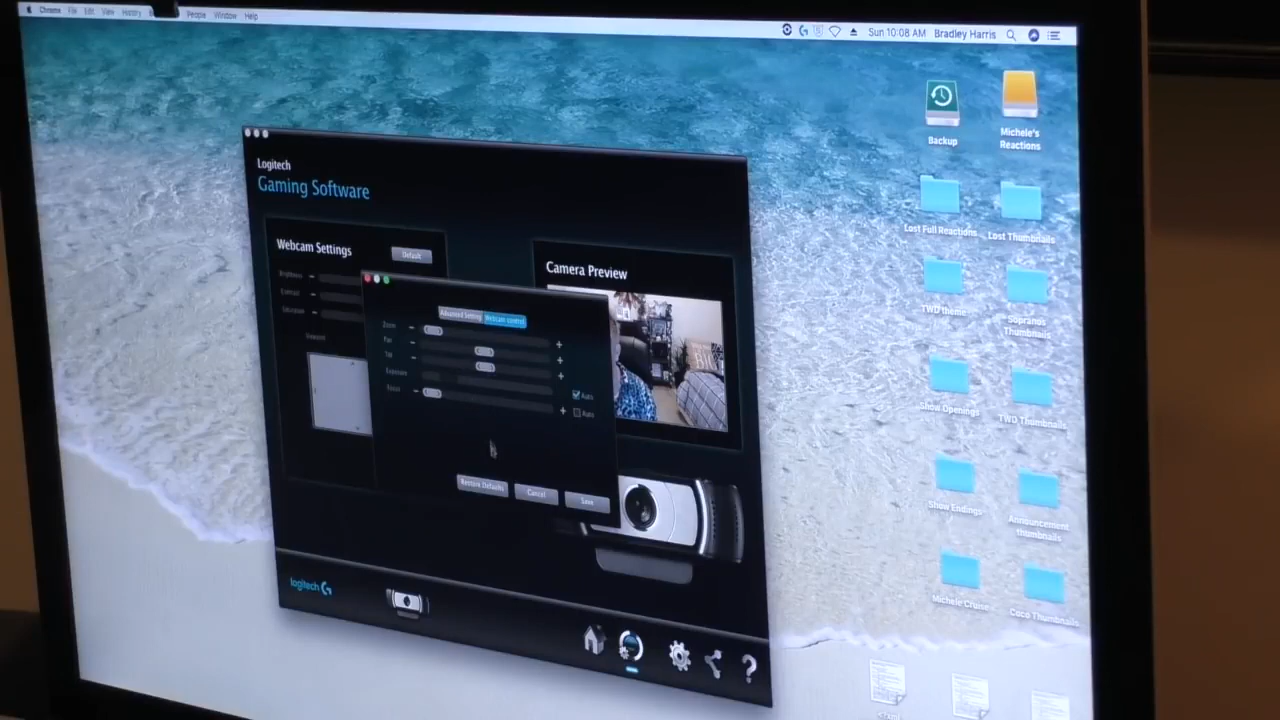 Chrome File Edit View History
People Window Help
Sun 10:08 AM Bradley Harris
Backup
Michele's
Reactions
Lost Full Reactions
Lost Thumbnails
TWD theme
Sopranos
Thumbnails
Show Openings
TWD Thumbnails
Show Endings
Announcement
thumbnails
Michele Cruise
Coco Thumbnails
Logitech
Gaming Software
Webcam Settings
Default
Brightness
Contrast
Saturation
Camera Preview
Advanced Setting
Webcam control
Zoom
Pan
Tilt
Exposure
Auto
Focus
Auto
Restore Defaults
Cancel
Save
logitech G
?